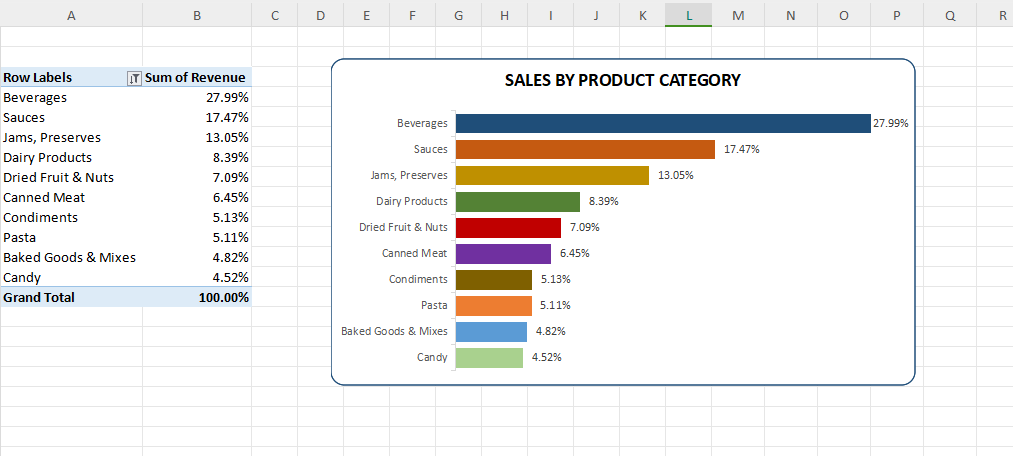 A B C D E F G H I J K L M N O P Q R
Row Labels Sum of Revenue
Beverages 27.99%
Sauces 17.47%
Jams, Preserves 13.05%
Dairy Products 8.39%
Dried Fruit & Nuts 7.09%
Canned Meat 6.45%
Condiments 5.13%
Pasta 5.11%
Baked Goods & Mixes 4.82%
Candy 4.52%
Grand Total 100.00%
SALES BY PRODUCT CATEGORY
Beverages 27.99%
Sauces 17.47%
Jams, Preserves 13.05%
Dairy Products 8.39%
Dried Fruit & Nuts 7.09%
Canned Meat 6.45%
Condiments 5.13%
Pasta 5.11%
Baked Goods & Mixes 4.82%
Candy 4.52%